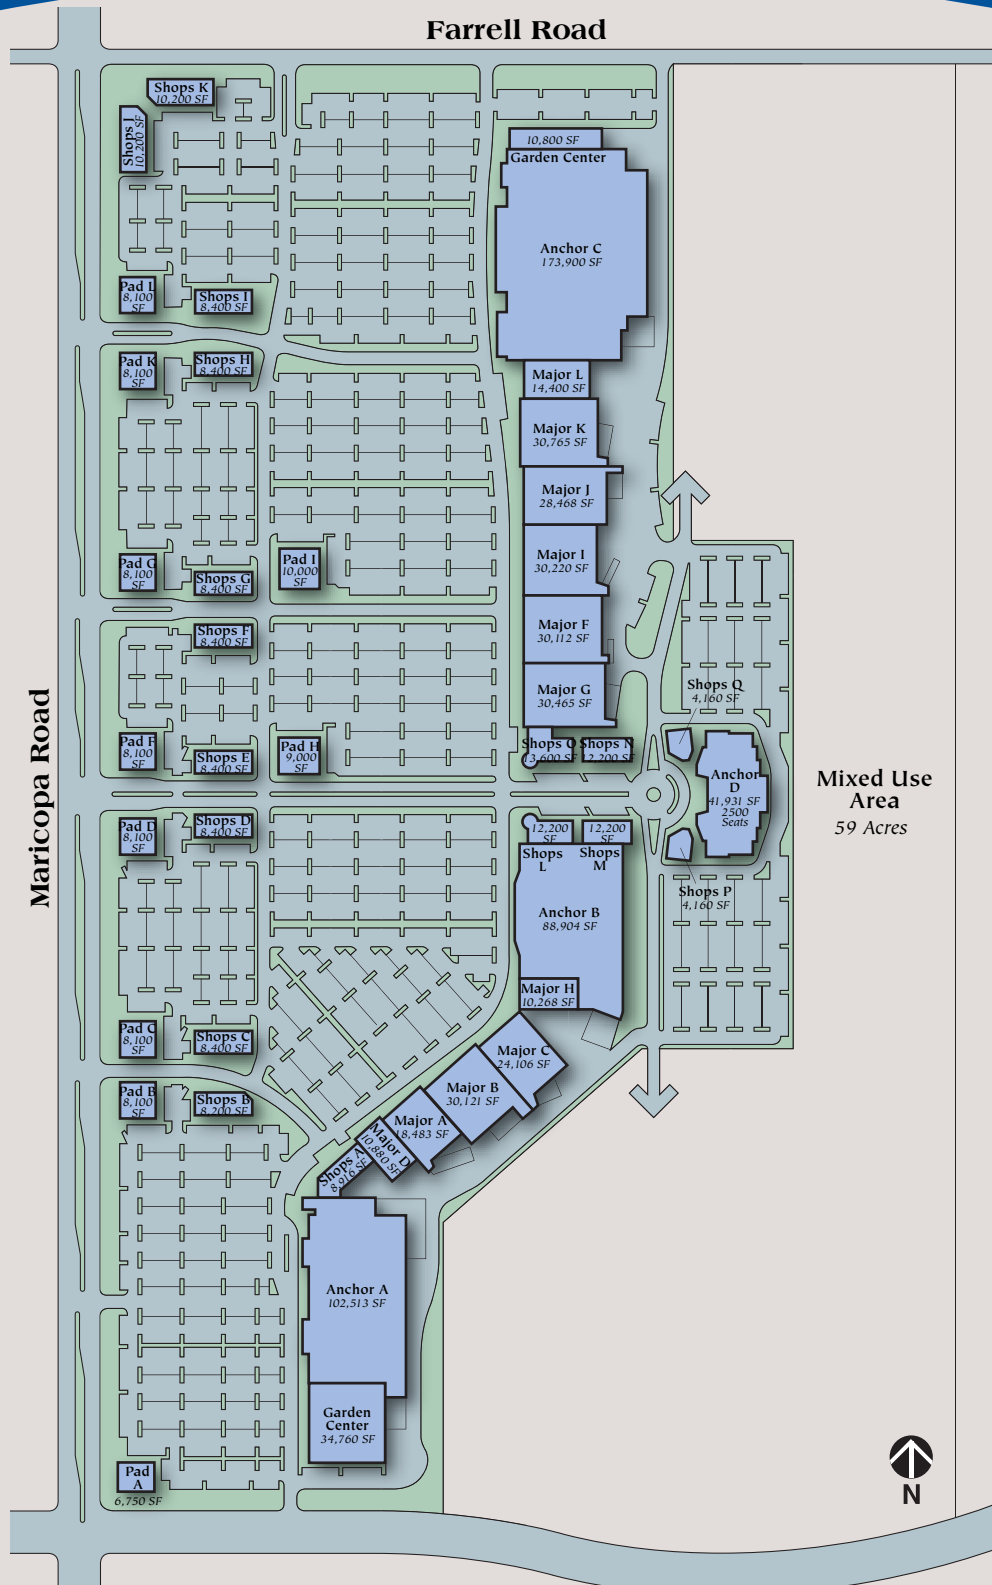 Farrell Road
Shops K
10,200 SF
Shops J
10,200 SF
10,800 SF
Garden Center
Anchor C
173,900 SF
Pad L
8,100
SF
Shops I
8,400 SF
Pad K
8,100
SF
Shops H
8,400 SF
Major L
14,400 SF
Major K
30,765 SF
Major J
28,468 SF
Pad G
8,100
SF
Shops G
8,400 SF
Pad I
10,000
SF
Major I
30,220 SF
Shops F
8,400 SF
Major F
30,112 SF
Major G
30,465 SF
Shops Q
4,160 SF
Maricopa Road
Pad F
8,100
SF
Shops E
8,400 SF
Pad H
9,000
SF
Shops O
13,600 SF
Shops N
12,200 SF
Anchor
D
41,931 SF
2500
Seats
Mixed Use
Area
59 Acres
Pad D
8,100
SF
Shops D
8,400 SF
12,200
SF
Shops
L
12,200
SF
Shops
M
Shops P
4,160 SF
Anchor B
88,904 SF
Major H
10,268 SF
Pad C
8,100
SF
Shops C
8,400 SF
Major C
24,106 SF
Pad B
8,100
SF
Shops B
8,200 SF
Major B
30,121 SF
Major A
18,483 SF
Major D
10,880 SF
Shops A
8,916 SF
Anchor A
102,513 SF
Garden
Center
34,760 SF
Pad
A
6,750 SF
N